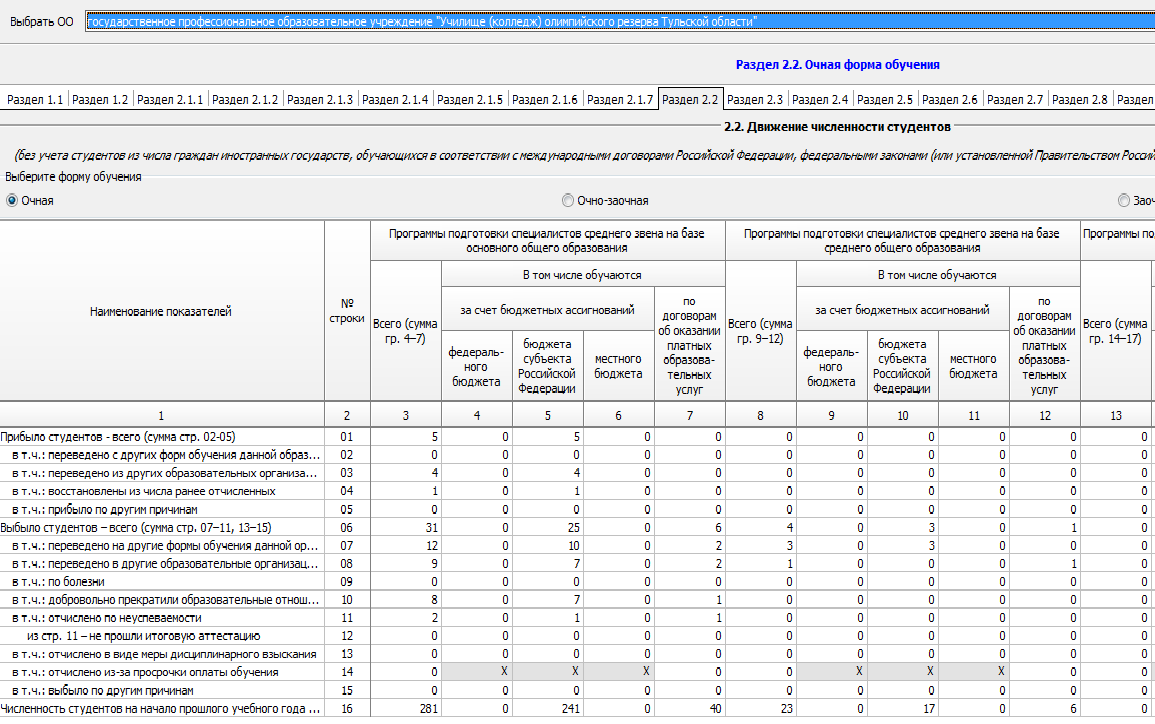 Выбрать ОО государственное профессиональное образовательное учреждение "Училище (колледж) олимпийского резерва Тульской области"
Раздел 2.2. Очная форма обучения
Раздел 1.1 Раздел 1.2 Раздел 2.1.1 Раздел 2.1.2 Раздел 2.1.3 Раздел 2.1.4 Раздел 2.1.5 Раздел 2.1.6 Раздел 2.1.7 Раздел 2.2 Раздел 2.3 Раздел 2.4 Раздел 2.5 Раздел 2.6 Раздел 2.7 Раздел 2.8 Раздел
2.2. Движение численности студентов
(без учета студентов из числа граждан иностранных государств, обучающихся в соответствии с международными договорами Российской Федерации, федеральными законами (или установленной Правительством Россий
Выберите форму обучения
Очная Очно-заочная Заоч
Наименование показателей
№
строки
Программы подготовки специалистов среднего звена на базе
основного общего образования
Всего (сумма
гр. 4–7)
В том числе обучаются
за счет бюджетных ассигнований
федераль-
ного
бюджета
бюджета
субъекта
Российской
Федерации
местного
бюджета
по
договорам
об оказании
платных
образова-
тельных
услуг
Программы подготовки специалистов среднего звена на базе
среднего общего образования
Всего (сумма
гр. 9–12)
В том числе обучаются
за счет бюджетных ассигнований
федераль-
ного
бюджета
бюджета
субъекта
Российской
Федерации
местного
бюджета
по
договорам
об оказании
платных
образова-
тельных
услуг
Программы по
Всего (сумма
гр. 14–17)
1 2 3 4 5 6 7 8 9 10 11 12 13
Прибыло студентов - всего (сумма стр. 02-05) 01 5 0 5 0 0 0 0 0 0 0 0
в т.ч.: переведено с других форм обучения данной образ... 02 0 0 0 0 0 0 0 0 0 0 0
в т.ч.: переведено из других образовательных организа... 03 4 0 4 0 0 0 0 0 0 0 0
в т.ч.: восстановлены из числа ранее отчисленных 04 1 0 1 0 0 0 0 0 0 0 0
в т.ч.: прибыло по другим причинам 05 0 0 0 0 0 0 0 0 0 0 0
Выбыло студентов – всего (сумма стр. 07–11, 13–15) 06 31 0 25 0 6 4 0 3 0 1 0
в т.ч.: переведено на другие формы обучения данной ор... 07 12 0 10 0 2 3 0 3 0 0 0
в т.ч.: переведено в другие образовательные организац... 08 9 0 7 0 2 1 0 0 0 1 0
в т.ч.: по болезни 09 0 0 0 0 0 0 0 0 0 0 0
в т.ч.: добровольно прекратили образовательные отнош... 10 8 0 7 0 1 0 0 0 0 0 0
в т.ч.: отчислено по неуспеваемости 11 2 0 1 0 1 0 0 0 0 0 0
из стр. 11 – не прошли итоговую аттестацию 12 0 0 0 0 0 0 0 0 0 0 0
в т.ч.: отчислено в виде меры дисциплинарного взыскания 13 0 0 0 0 0 0 0 0 0 0 0
в т.ч.: отчислено из-за просрочки оплаты обучения 14 0 X X X 0 0 X X X 0 0
в т.ч.: выбыло по другим причинам 15 0 0 0 0 0 0 0 0 0 0 0
Численность студентов на начало прошлого учебного года ... 16 281 0 241 0 40 23 0 17 0 6 0